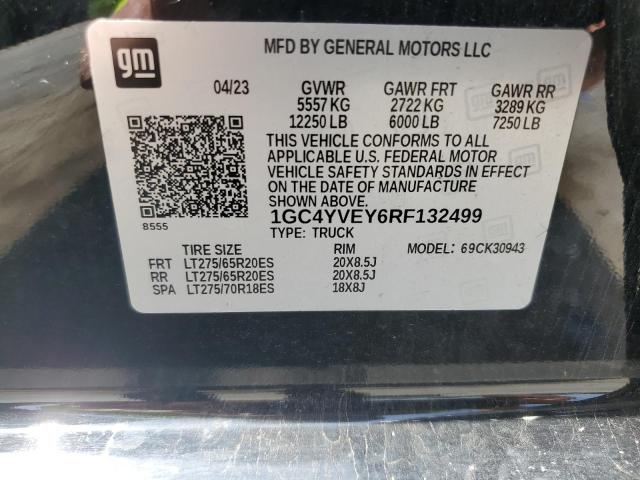 gm
MFD BY GENERAL MOTORS LLC
04/23 GVWR GAWR FRT GAWR RR
5557 KG 2722 KG 3289 KG
12250 LB 6000 LB 7250 LB
THIS VEHICLE CONFORMS TO ALL
APPLICABLE U.S. FEDERAL MOTOR
VEHICLE SAFETY STANDARDS IN EFFECT
ON THE DATE OF MANUFACTURE
SHOWN ABOVE.
8555
1GC4YVEY6RF132499
TYPE: TRUCK
TIRE SIZE RIM MODEL: 69CK30943
FRT LT275/65R20ES 20X8.5J
RR LT275/65R20ES 20X8.5J
SPA LT275/70R18ES 18X8J